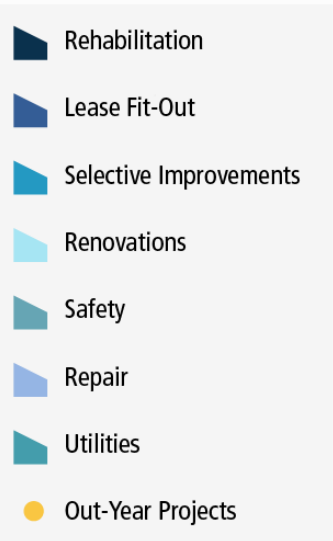 Rehabilitation
Lease Fit-Out
Selective Improvements
Renovations
Safety
Repair
Utilities
Out-Year Projects